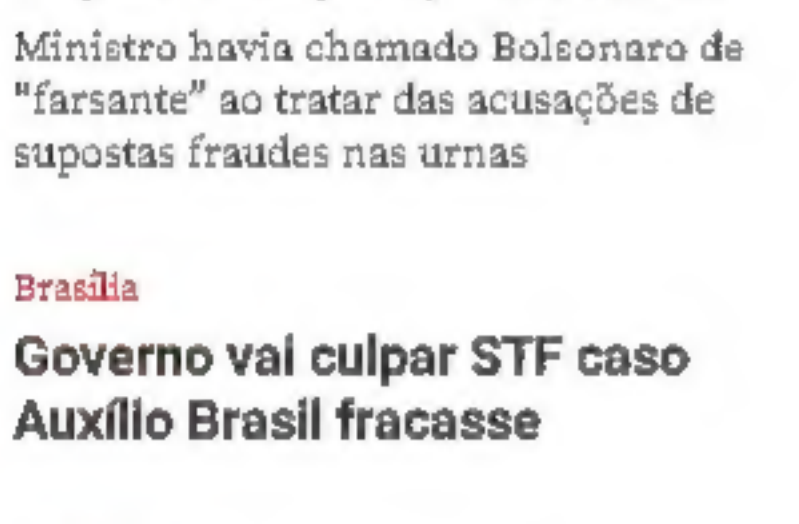 Ministro havia chamado Bolsonaro de
"farsante" ao tratar das acusações de
supostas fraudes nas urnas
Brasília
Governo vai culpar STF caso
Auxílio Brasil fracasse